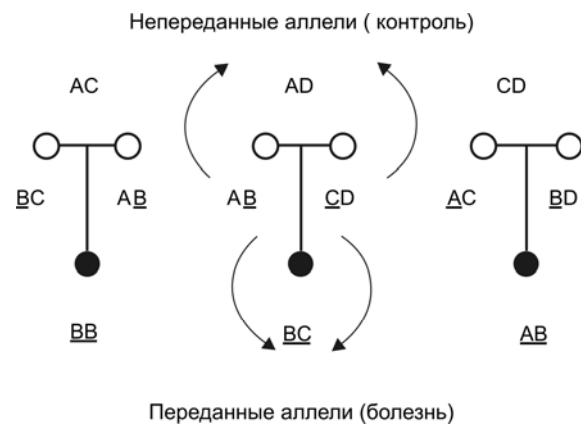 Непереданные аллели ( контроль)
AC AD CD
BC AB AB CD AC BD
BB BC AB
Переданные аллели (болезнь)